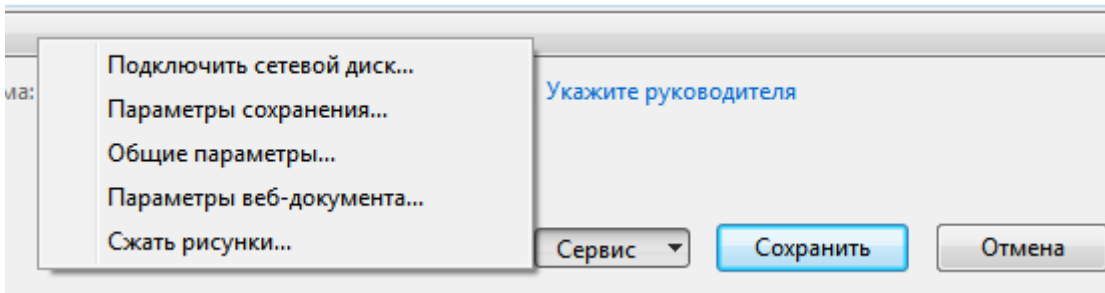 Подключить сетевой диск...
ма:
Укажите руководителя
Параметры сохранения...
Общие параметры...
Параметры веб-документа...
Сжать рисунки...
Сервис
Сохранить
Отмена